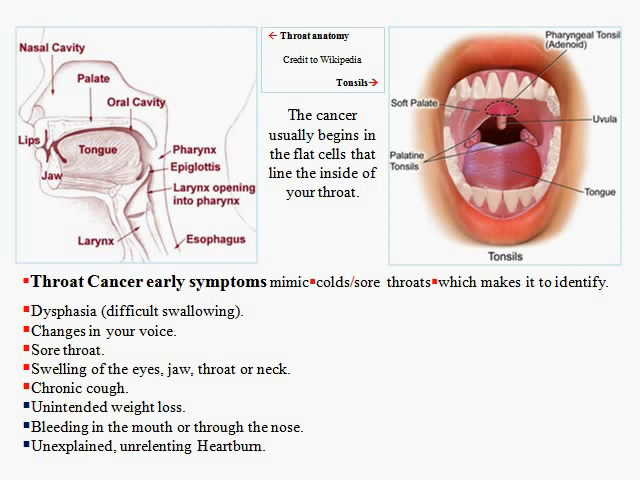 Nasal Cavity
Palate
Oral Cavity
Lips
Tongue
Jaw
Pharynx
Epiglottis
Larynx opening
into pharynx
Larynx
Esophagus
← Throat anatomy
Credit to Wikipedia
Tonsils→
The cancer
usually begins in
the flat cells that
line the inside of
your throat.
Pharyngeal Tonsil
(Adenoid)
Soft Palate
Uvula
Palatine
Tonsils
Tongue
Tonsils
▪Throat Cancer early symptoms mimic▪colds/sore throats▪which makes it to identify.
▪Dysphasia (difficult swallowing).
▪Changes in your voice.
▪Sore throat.
▪Swelling of the eyes, jaw, throat or neck.
▪Chronic cough.
▪Unintended weight loss.
▪Bleeding in the mouth or through the nose.
▪Unexplained, unrelenting Heartburn.